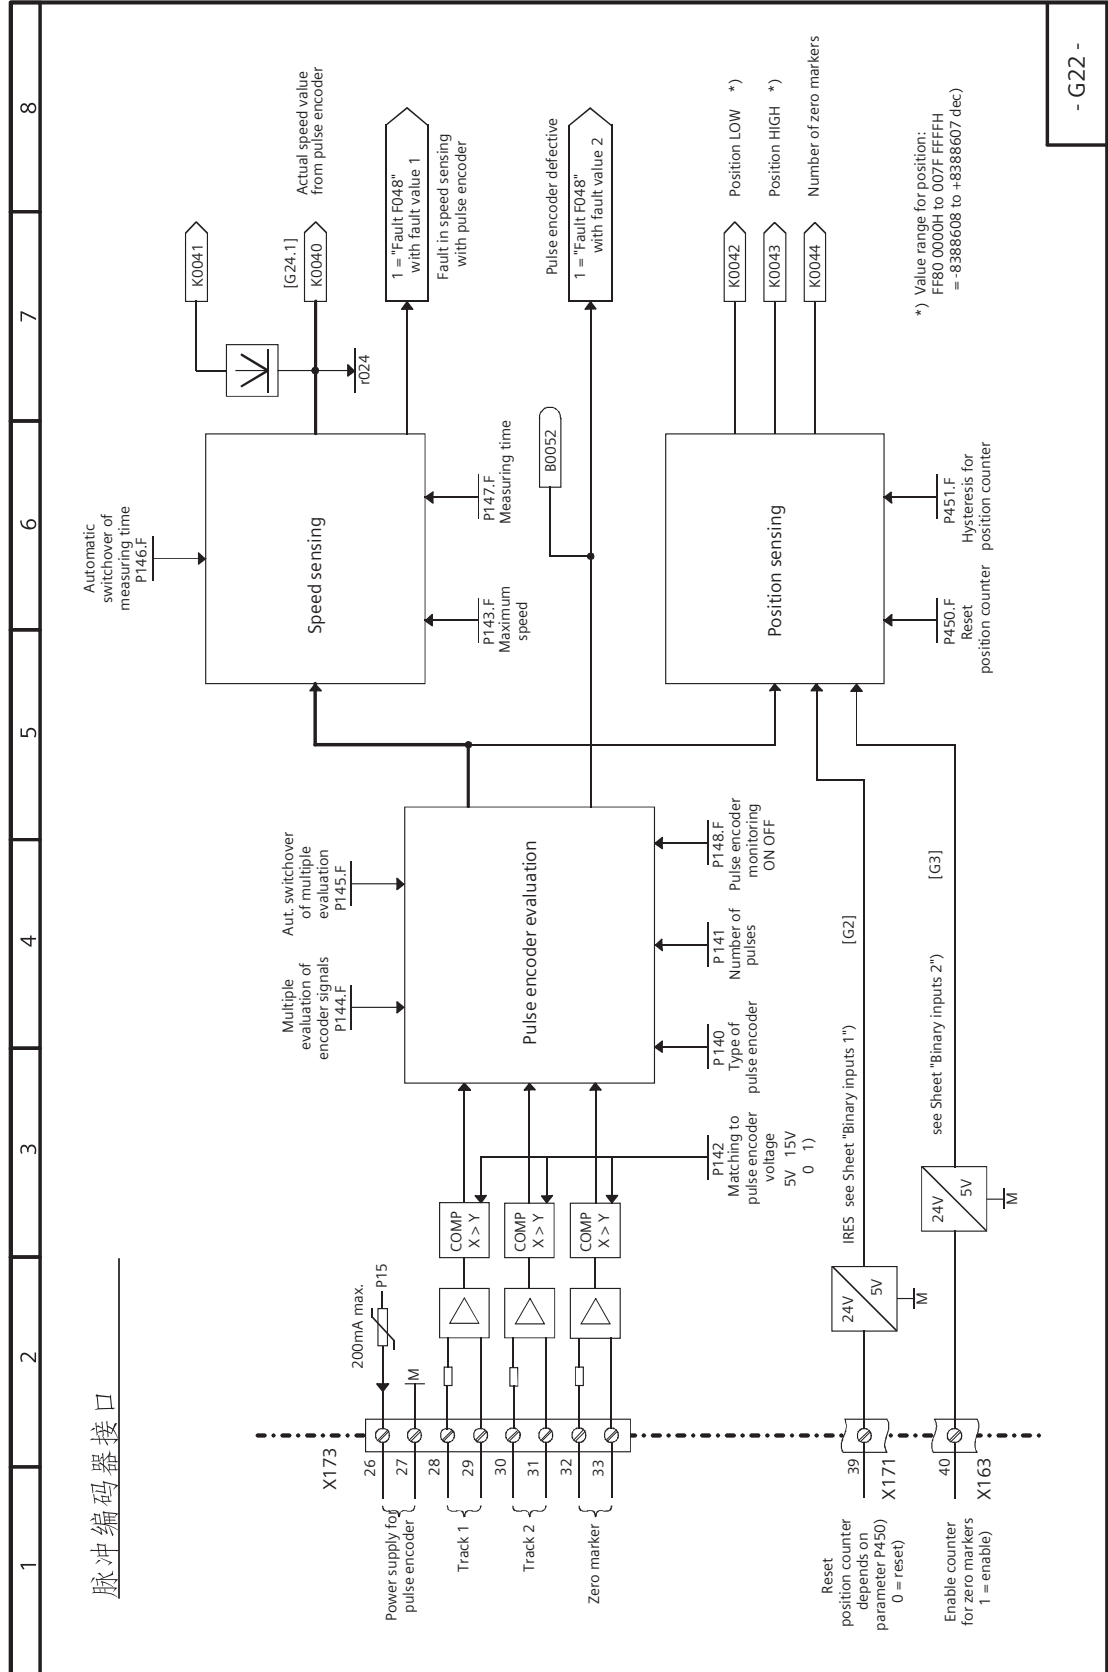 1
2
3
4
5
6
7
8
脉冲编码器接口
Automatic
switchover of
measuring time
P146.F
K0041
[G24.1]
K0040
Actual speed value
from pulse encoder
r024
Speed sensing
1 = "Fault F048"
with fault value 1
Fault in speed sensing
with pulse encoder
P143.F
Maximum
speed
P147.F
Measuring time
B0052
Pulse encoder defective
1 = "Fault F048"
with fault value 2
Multiple
evaluation of
encoder signals
P144.F
Aut. switchover
of multiple
evaluation
P145.F
Pulse encoder evaluation
P140
Type of
pulse encoder
P141
Number of
pulses
P148.F
Pulse encoder
monitoring
ON OFF
P142
Matching to
pulse encoder
voltage
5V 15V
0 1)
200mA max.
P15
M
X173
26
27
28
29
30
31
32
33
Power supply for
pulse encoder
Track 1
Track 2
Zero marker
COMP
X > Y
COMP
X > Y
COMP
X > Y
Position sensing
K0042
Position LOW *)
K0043
Position HIGH *)
K0044
Number of zero markers
P450.F
Reset
position counter
P451.F
Hysteresis for
position counter
*) Value range for position:
FF80 0000H to 007F FFFFH
= -8388608 to +8388607 dec)
Reset
position counter
depends on
parameter P450)
0 = reset)
39
X171
24V
5V
M
IRES see Sheet "Binary inputs 1")
[G2]
Enable counter
for zero markers
1 = enable)
40
X163
24V
5V
M
see Sheet "Binary inputs 2")
[G3]
- G22 -